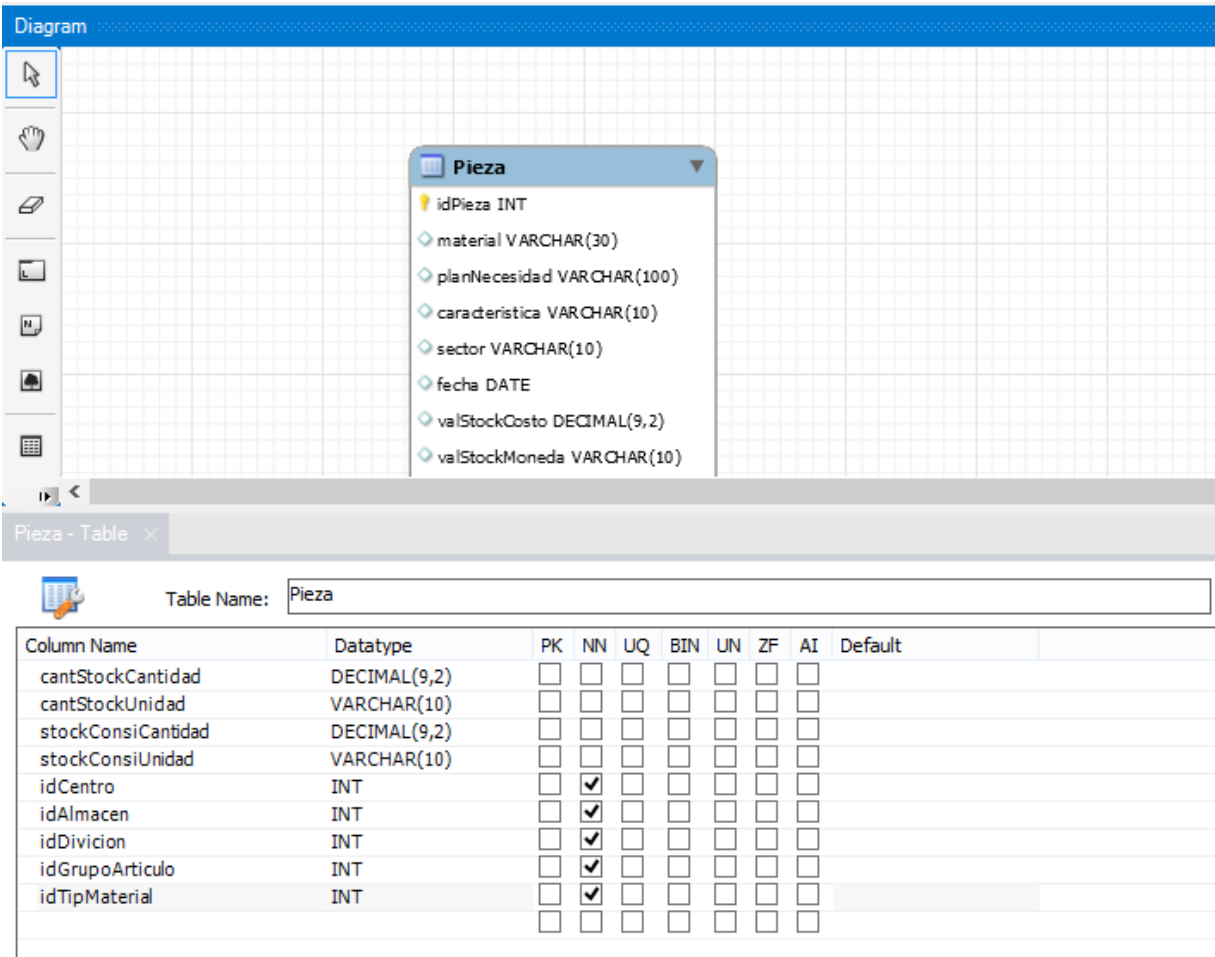 Diagram
Pieza
idPieza INT
material VARCHAR(30)
planNecesidad VARCHAR(100)
caracteristica VARCHAR(10)
sector VARCHAR(10)
fecha DATE
valStockCosto DECIMAL(9,2)
valStockMoneda VARCHAR(10)
Pieza - Table
Table Name: Pieza
Column Name Datatype PK NN UQ BIN UN ZF AI Default
cantStockCantidad DECIMAL(9,2)
cantStockUnidad VARCHAR(10)
stockConsiCantidad DECIMAL(9,2)
stockConsiUnidad VARCHAR(10)
idCentro INT
idAlmacen INT
idDivicion INT
idGrupoArticulo INT
idTipMaterial INT